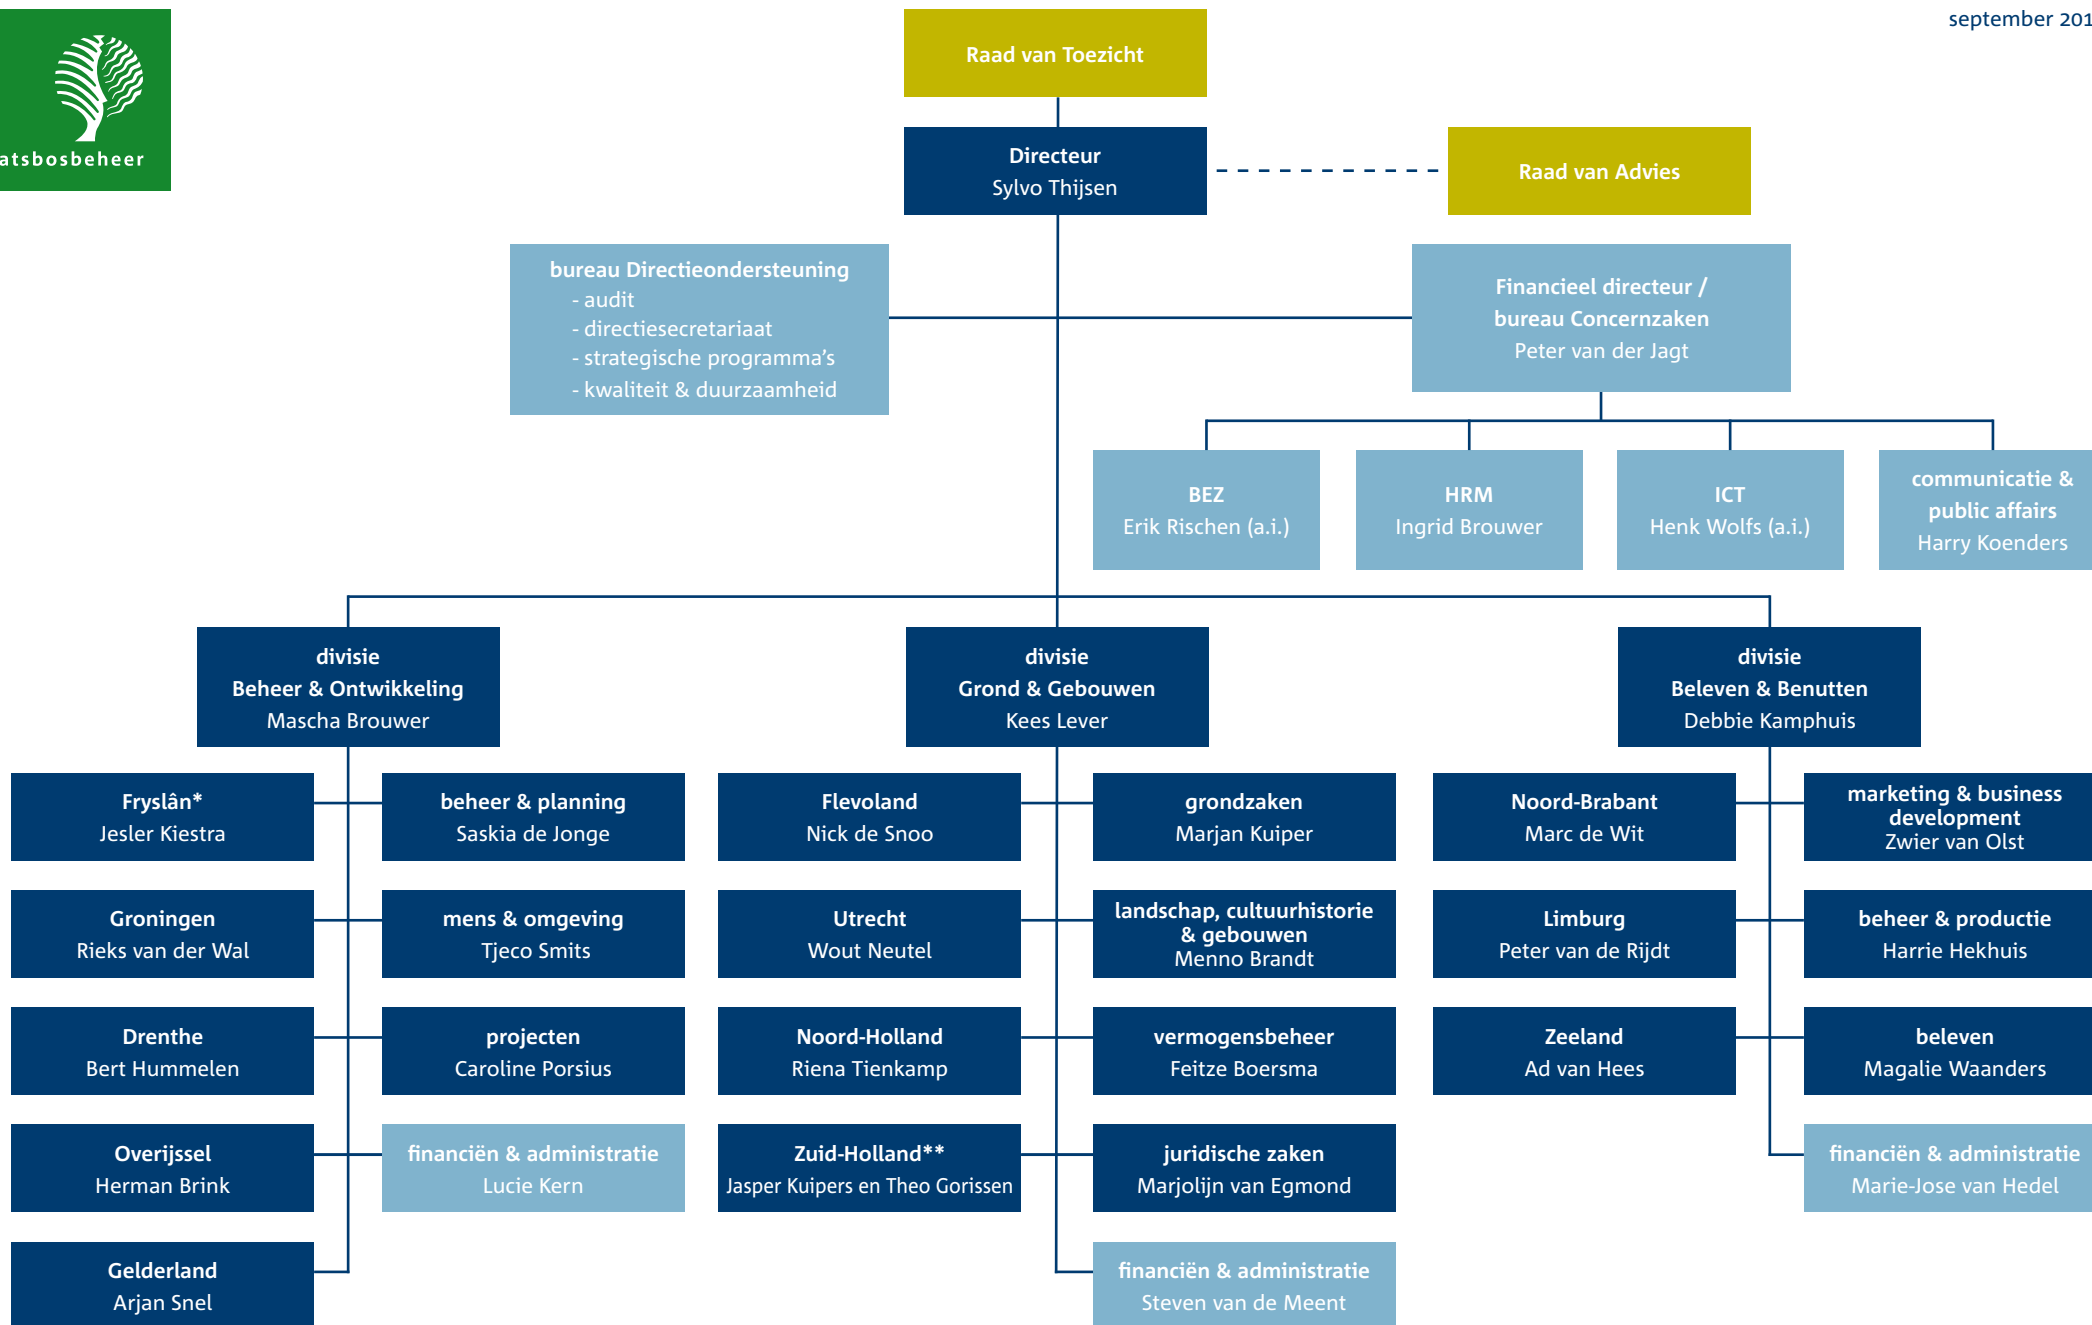 september 201
atsbosbeheer
Raad van Toezicht
Directeur
Sylvo Thijsen
Raad van Advies
bureau Directieondersteuning
- audit
- directiesecretariaat
- strategische programma's
- kwaliteit & duurzaamheid
Financieel directeur /
bureau Concernzaken
Peter van der Jagt
BEZ
Erik Rischen (a.i.)
HRM
Ingrid Brouwer
ICT
Henk Wolfs (a.i.)
communicatie &
public affairs
Harry Koenders
divisie
Beheer & Ontwikkeling
Mascha Brouwer
divisie
Grond & Gebouwen
Kees Lever
divisie
Beleven & Benutten
Debbie Kamphuis
Fryslân*
Jesler Kiestra
beheer & planning
Saskia de Jonge
Flevoland
Nick de Snoo
grondzaken
Marjan Kuiper
Noord-Brabant
Marc de Wit
marketing & business
development
Zwier van Olst
Groningen
Rieks van der Wal
mens & omgeving
Tjeco Smits
Utrecht
Wout Neutel
landschap, cultuurhistorie
& gebouwen
Menno Brandt
Limburg
Peter van de Rijdt
beheer & productie
Harrie Hekhuis
Drenthe
Bert Hummelen
projecten
Caroline Porsius
Noord-Holland
Riena Tienkamp
vermogensbeheer
Feitze Boersma
Zeeland
Ad van Hees
beleven
Magalie Waanders
Overijssel
Herman Brink
financiën & administratie
Lucie Kern
Zuid-Holland**
Jasper Kuipers en Theo Gorissen
juridische zaken
Marjolijn van Egmond
financiën & administratie
Marie-Jose van Hedel
Gelderland
Arjan Snel
financiën & administratie
Steven van de Meent